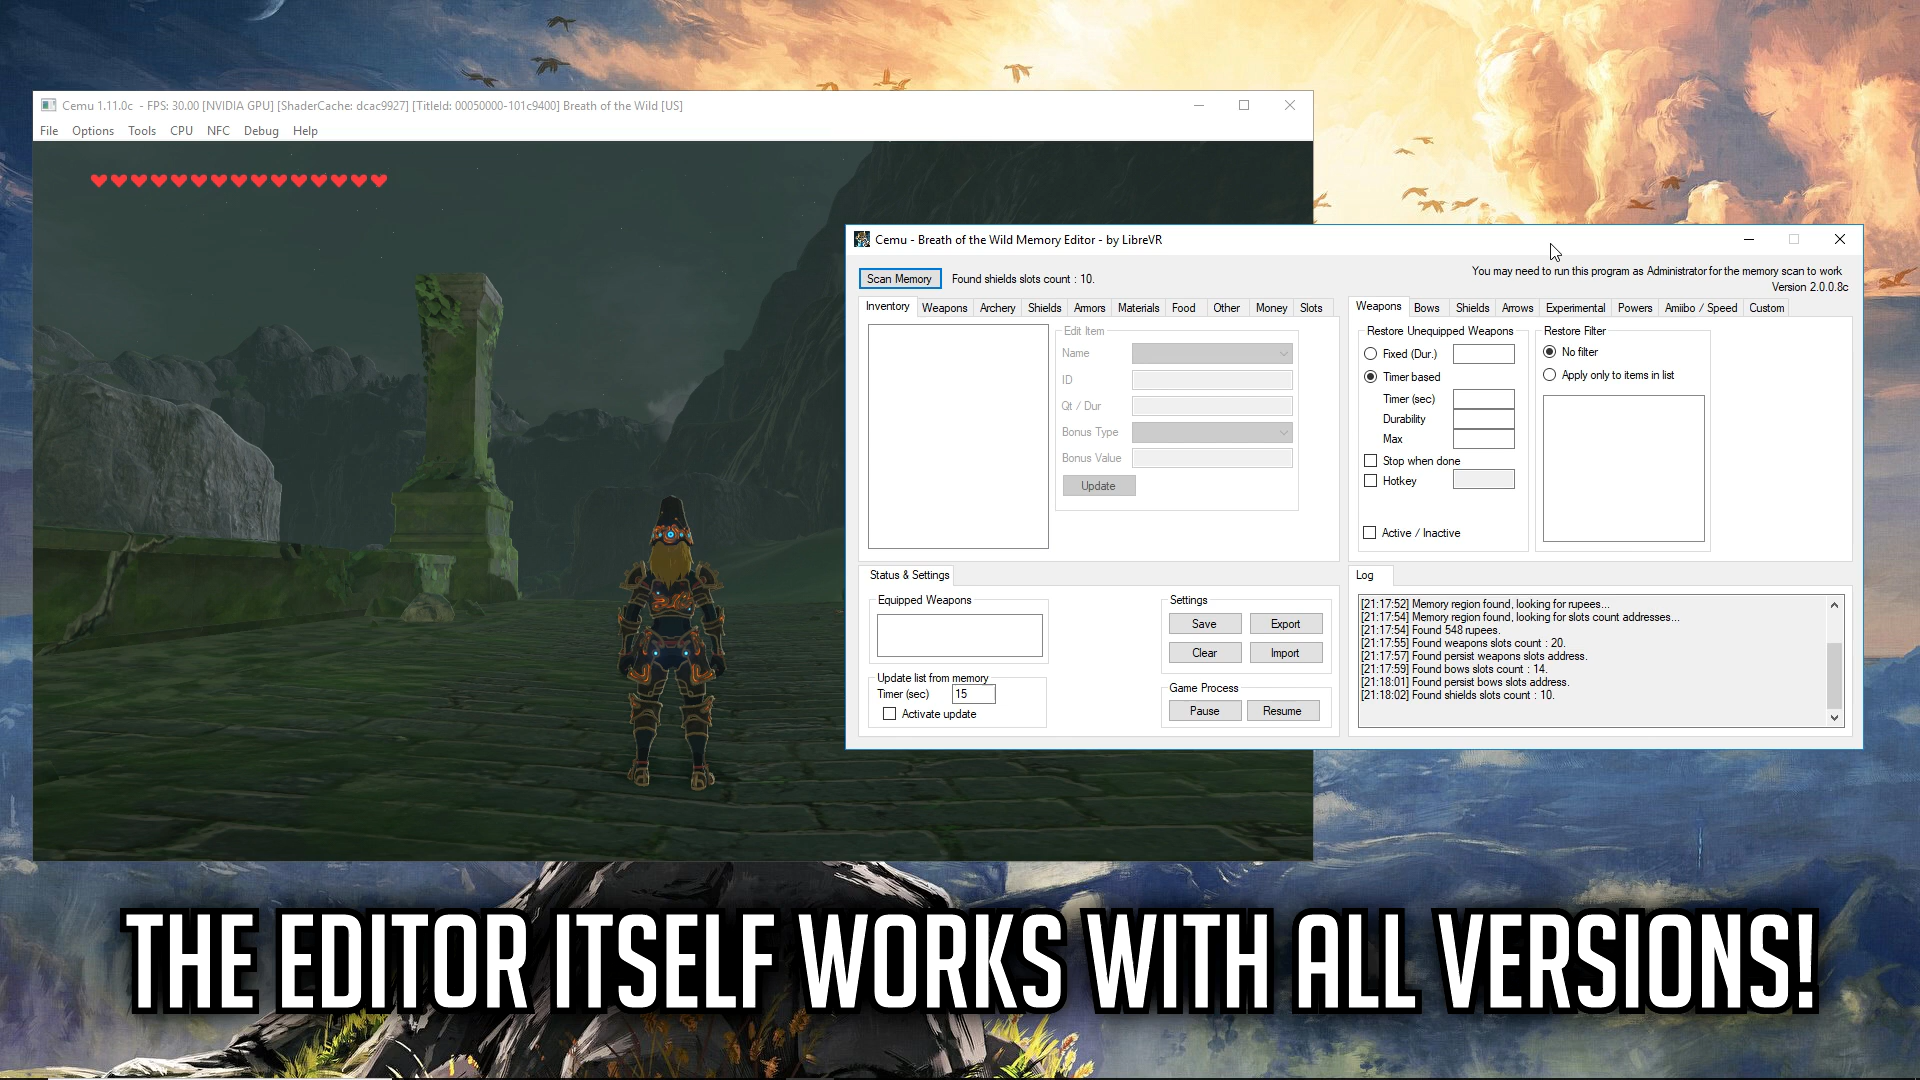 Cemu 1.11.0c - FPS: 30.00 [NVIDIA GPU] [ShaderCache: dcac9927] [TitleId: 00050000-101c9400] Breath of the Wild [US]
File Options Tools CPU NFC Debug Help
Cemu - Breath of the Wild Memory Editor - by LibreVR
Scan Memory Found shields slots count : 10.
You may need to run this program as Administrator for the memory scan to work
Version 2.0.0.8c
Inventory Weapons Archery Shields Armors Materials Food Other Money Slots
Edit Item
Name
ID
Qt / Dur
Bonus Type
Bonus Value
Update
Weapons Bows Shields Arrows Experimental Powers Amiibo / Speed Custom
Restore Unequipped Weapons
Fixed (Dur.)
Timer based
Timer (sec)
Durability
Max
Stop when done
Hotkey
Active / Inactive
Restore Filter
No filter
Apply only to items in list
Status & Settings
Equipped Weapons
Update list from memory
Timer (sec) 15
Activate update
Settings
Save Export
Clear Import
Game Process
Pause Resume
Log
[21:17:52] Memory region found, looking for rupees...
[21:17:54] Memory region found, looking for slots count addresses...
[21:17:54] Found 548 rupees.
[21:17:55] Found weapons slots count : 20.
[21:17:57] Found persist weapons slots address.
[21:17:59] Found bows slots count : 14.
[21:18:01] Found persist bows slots address.
[21:18:02] Found shields slots count : 10.
THE EDITOR ITSELF WORKS WITH ALL VERSIONS!